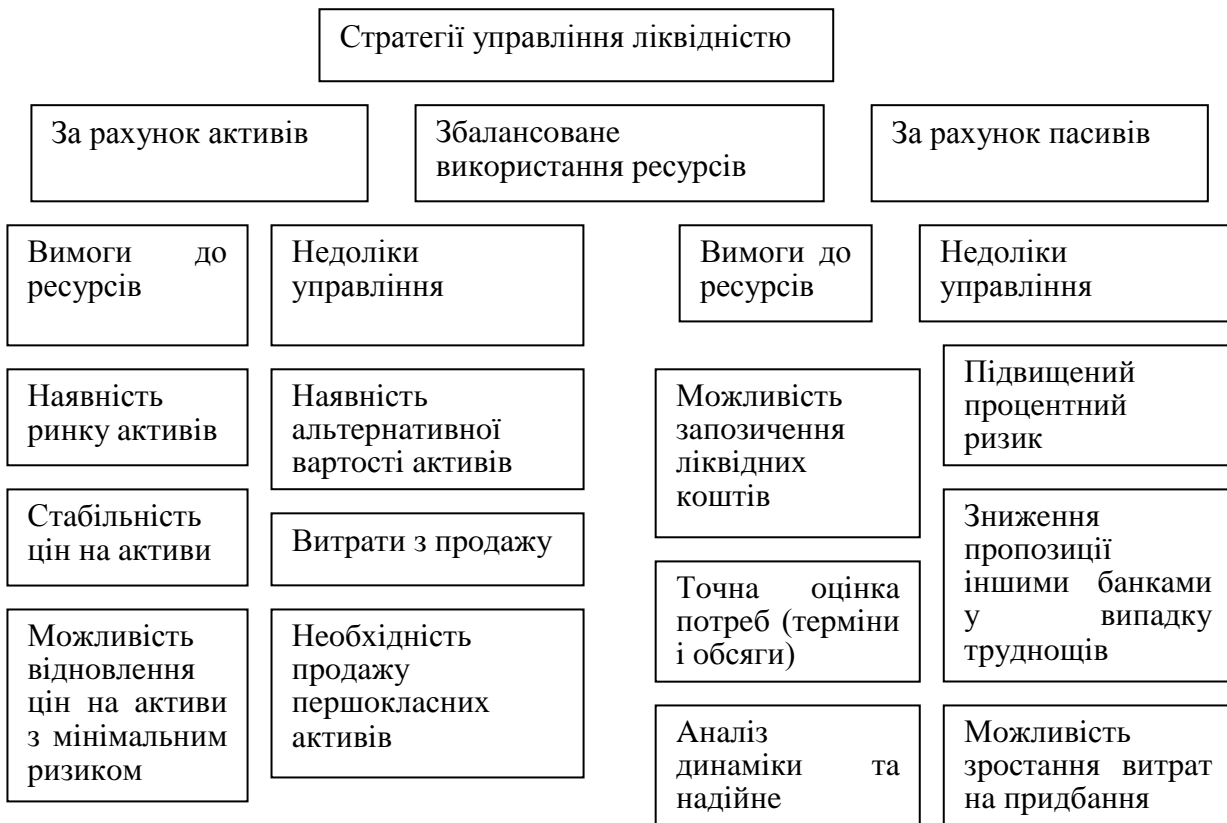 Стратегії управління ліквідністю
За рахунок активів
Збалансоване
використання ресурсів
За рахунок пасивів
Вимоги до
ресурсів
Недоліки
управління
Вимоги до
ресурсів
Недоліки
управління
Наявність
ринку активів
Наявність
альтернативної
вартості активів
Можливість
запозичення
ліквідних
коштів
Підвищений
процентний
ризик
Стабільність
цін на активи
Витрати з продажу
Точна оцінка
потреб (терміни
і обсяги)
Зниження
пропозиції
іншими банками
у випадку
труднощів
Можливість
відновлення
цін на активи
з мінімальним
ризиком
Необхідність
продажу
першокласних
активів
Аналіз
динаміки та
надійне
Можливість
зростання витрат
на придбання